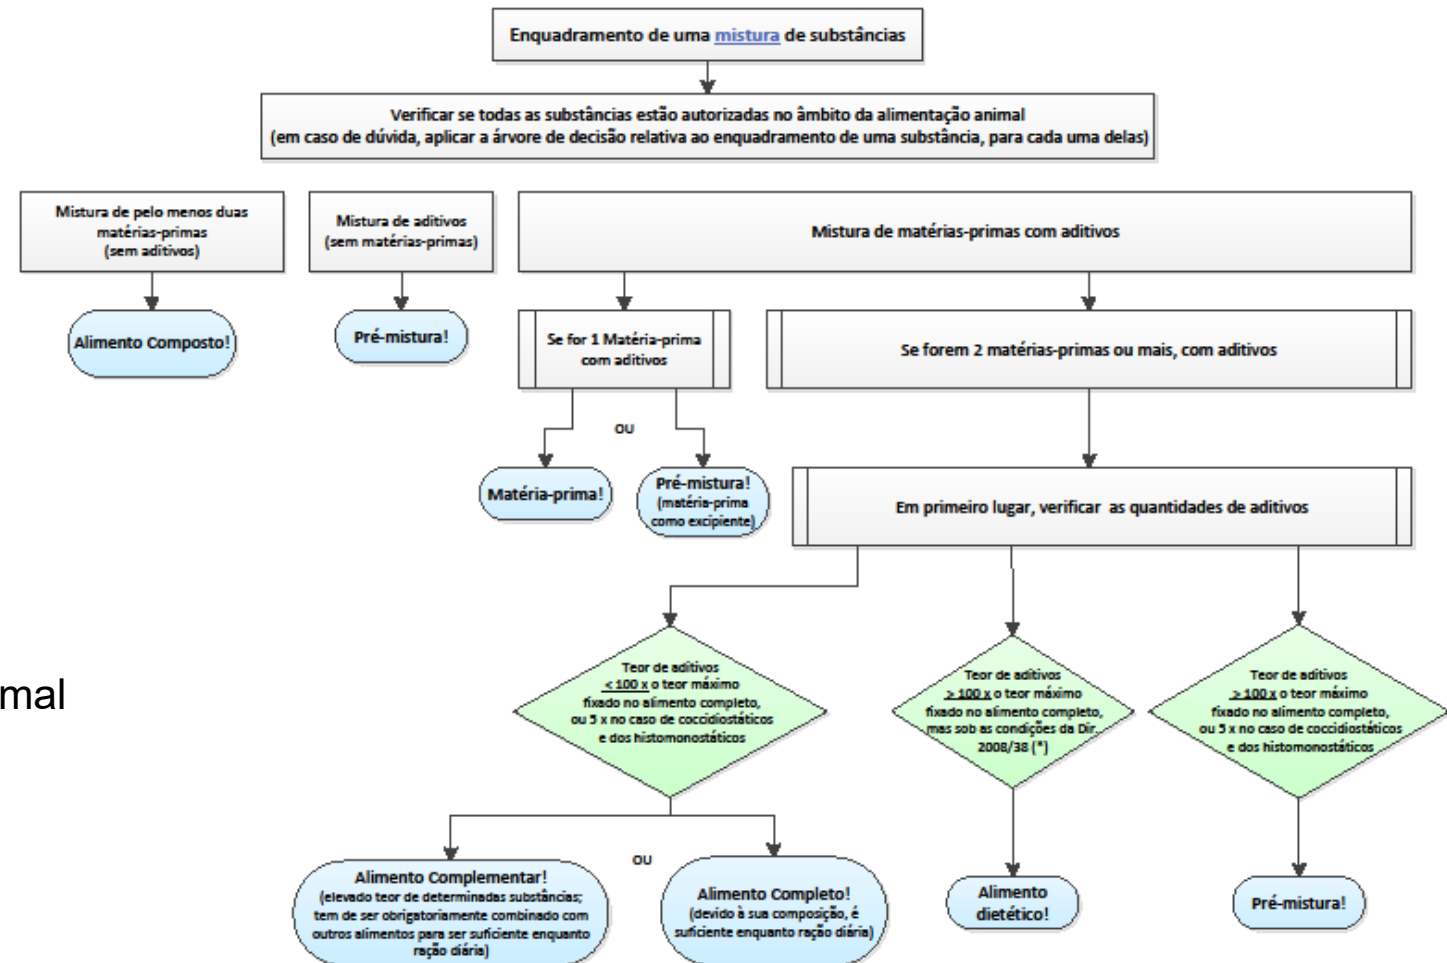 Enquadramento de uma mistura de substâncias
Verificar se todas as substâncias estão autorizadas no âmbito da alimentação animal
(em caso de dúvida, aplicar a árvore de decisão relativa ao enquadramento de uma substância, para cada uma delas)
Mistura de pelo menos duas
matérias-primas
(sem aditivos)
Mistura de aditivos
(sem matérias-primas)
Mistura de matérias-primas com aditivos
Alimento Composto!
Pré-mistura!
Se for 1 Matéria-prima
com aditivos
Se forem 2 matérias-primas ou mais, com aditivos
OU
Matéria-prima!
Pré-mistura!
(matéria-prima
como excipiente)
Em primeiro lugar, verificar as quantidades de aditivos
mal
Teor de aditivos
< 100 x o teor máximo
fixado no alimento completo,
ou 5 x no caso de coccidiostáticos
e dos histomonostáticos
Teor de aditivos
> 100 x o teor máximo
fixado no alimento completo,
mas sob as condições da Dir.
2008/38 (*)
Teor de aditivos
> 100 x o teor máximo
fixado no alimento completo,
ou 5 x no caso de coccidiostáticos
e dos histomonostáticos
OU
Alimento Complementar!
(elevado teor de determinadas substâncias;
tem de ser obrigatoriamente combinado com
outros alimentos para ser suficiente enquanto
ração diária)
Alimento Completo!
(devido à sua composição, é
suficiente enquanto ração diária)
Alimento
dietético!
Pré-mistura!